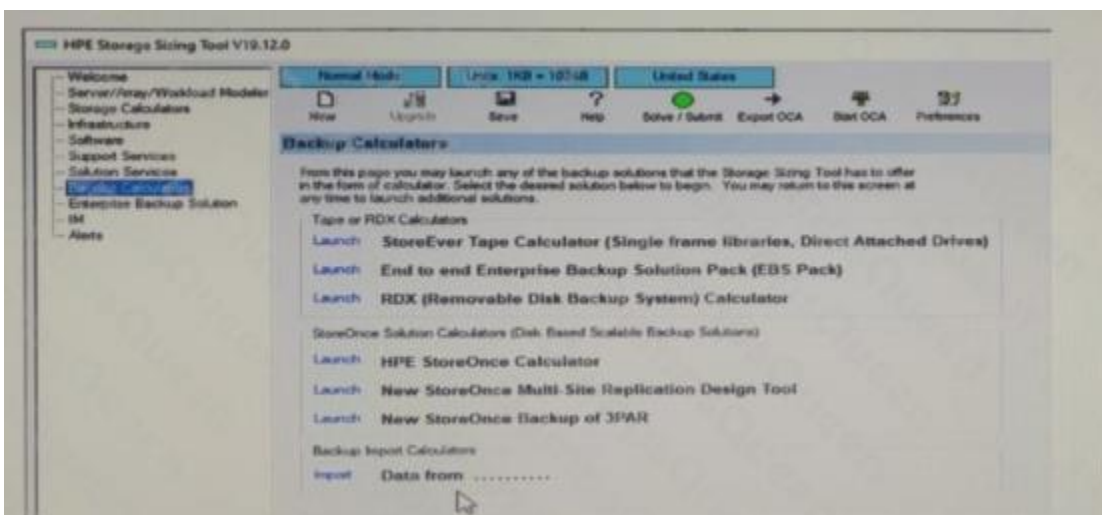 HPE Storage Sizing Tool V19.12.0
Welcome
Server/Array/Workload Modeler
Storage Calculators
Infrastructure
Software
Support Services
Solution Services
Backup Calculators
Enterprise Backup Solution
IM
Alerts
Normal Mode
Units: 1KB = 1024B
United States
New
Upgrade
Save
Help
Solve / Submit
Export OCA
Start OCA
Preferences
Backup Calculators
From this page you may launch any of the backup solutions that the Storage Sizing Tool has to offer
in the form of calculator. Select the desired solution below to begin. You may return to this screen at
any time to launch additional solutions.
Tape or RDX Calculators
Launch StoreEver Tape Calculator (Single frame libraries, Direct Attached Drives)
Launch End to end Enterprise Backup Solution Pack (EBS Pack)
Launch RDX (Removable Disk Backup System) Calculator
StoreOnce Solution Calculators (Disk Based Scalable Backup Solutions)
Launch HPE StoreOnce Calculator
Launch New StoreOnce Multi-Site Replication Design Tool
Launch New StoreOnce Backup of 3PAR
Backup Import Calculators
Import Data from ..........